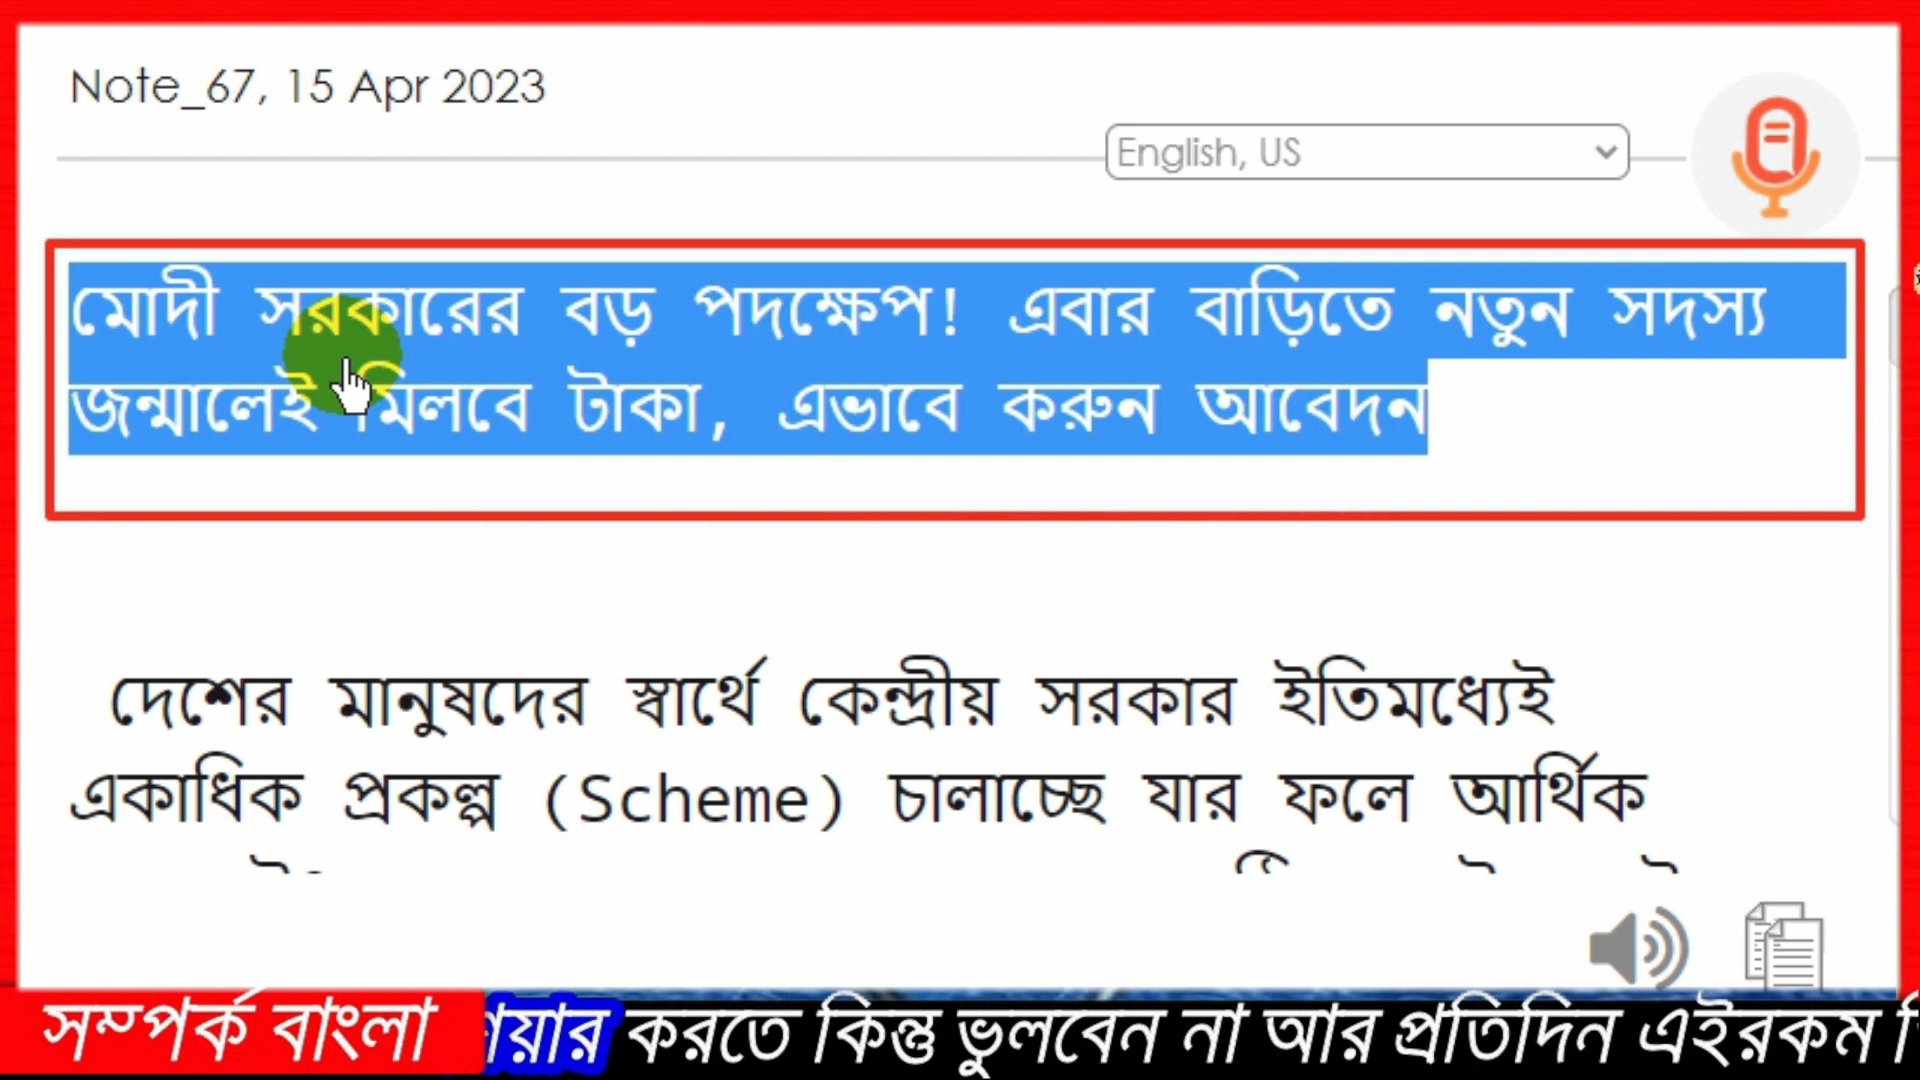 Note_67, 15 Apr 2023
English, US
মোদী সরকারের বড় পদক্ষেপ! এবার বাড়িতে নতুন সদস্য
জন্মালেই মিলবে টাকা, এভাবে করুন আবেদন
দেশের মানুষদের স্বার্থে কেন্দ্রীয় সরকার ইতিমধ্যেই
একাধিক প্রকল্প (Scheme) চালাচ্ছে যার ফলে আর্থিক
সম্পর্ক বাংলা শেয়ার করতে কিন্তু ভুলবেন না আর প্রতিদিন এইরকম